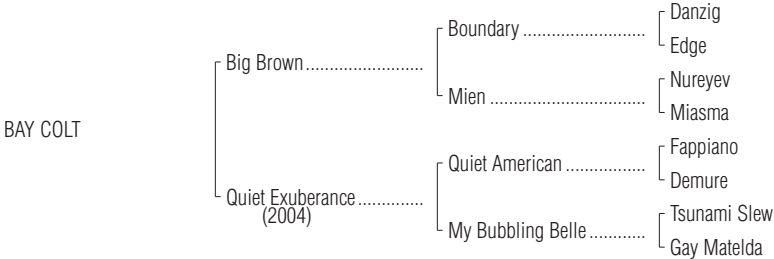 Danzig
Boundary ..........................
Edge
Big Brown.........................
Nureyev
Mien .................................
Miasma
BAY COLT
Fappiano
Quiet American .................
Demure
Quiet Exuberance..............
(2004)
Tsunami Slew
My Bubbling Belle............
Gay Matelda